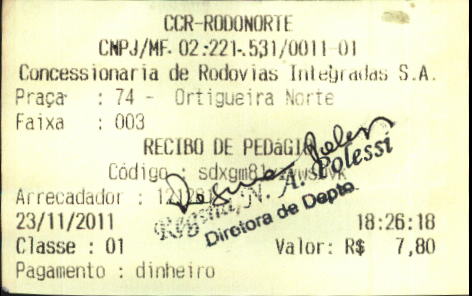 CCR-RODONORTE
CNPJ/MF. 02.221.531/0011-01
Concessionaria de Rodovias Integradas S.A.
Praça : 74 - Ortigueira Norte
Faixa : 003
RECIBO DE PEDÁGIO
Código :
Arrecadador :
N. A. Polessi
Diretora de Depto.
23/11/2011 18:26:18
Classe : 01 Valor: R$ 7,80
Pagamento : dinheiro